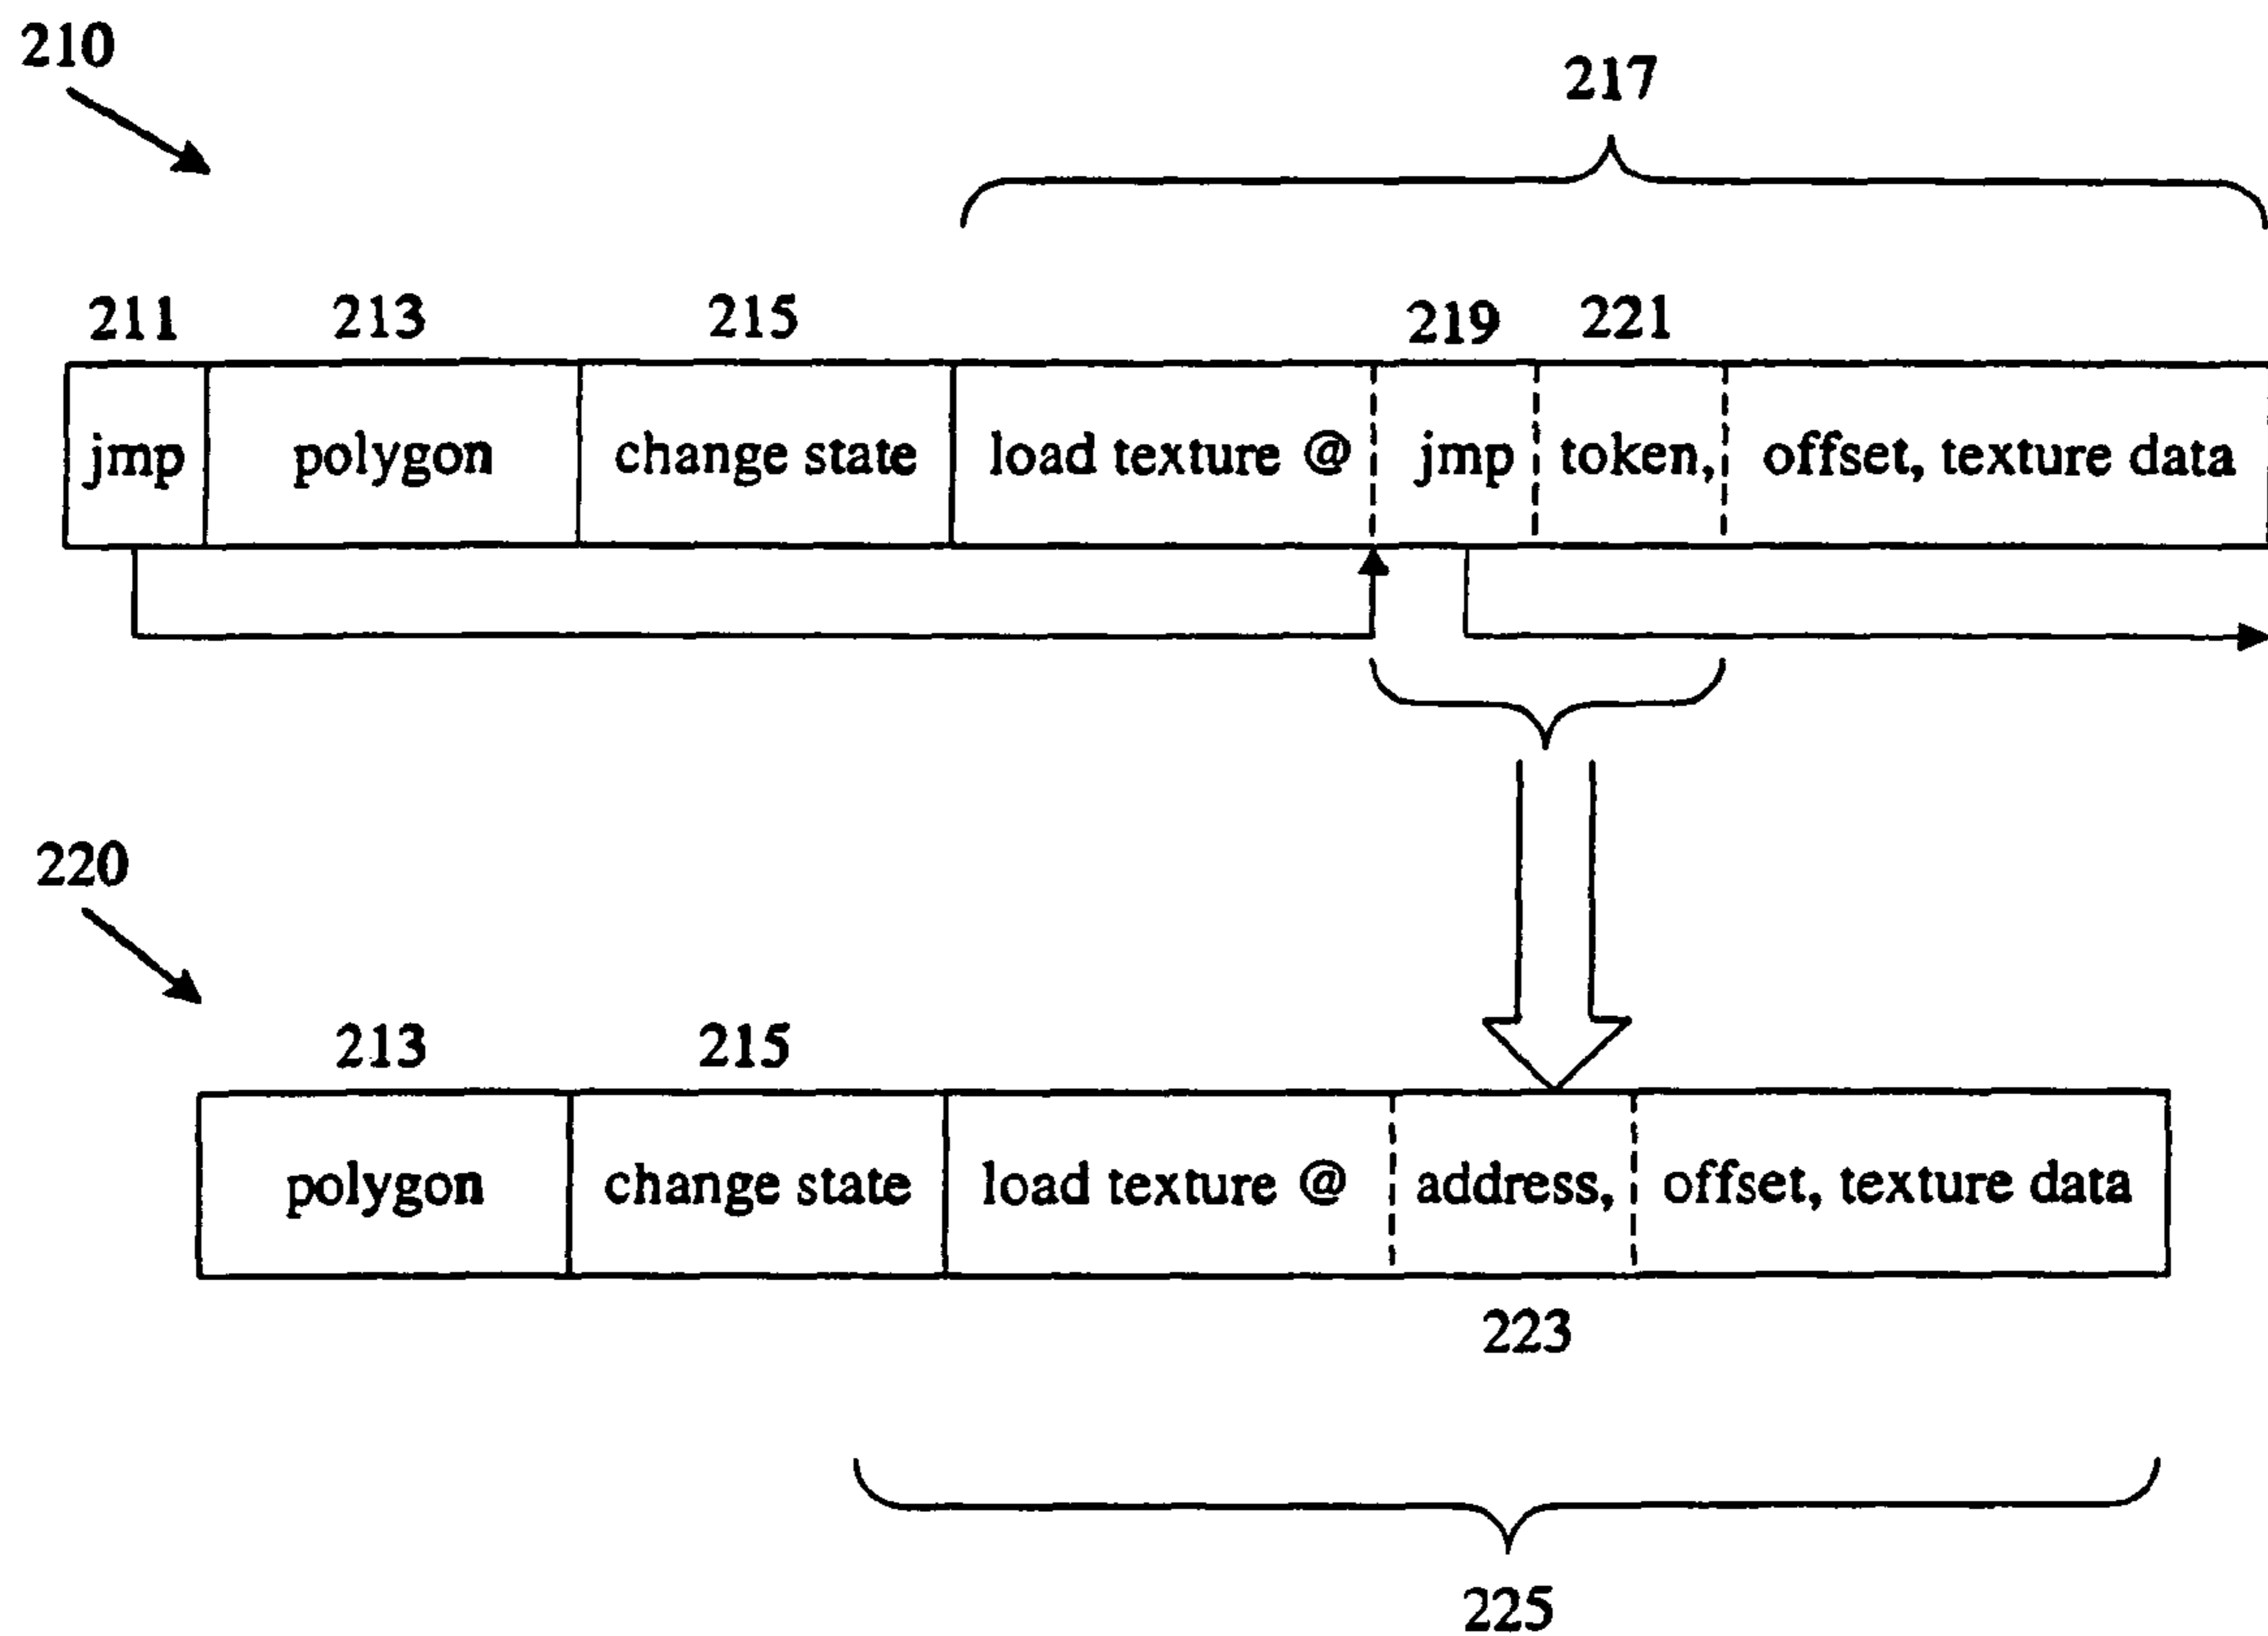 210
217
211 213 215 219 221
jmp polygon change state load texture @ jmp token, offset, texture data
220
213 215
polygon change state load texture @ address, offset, texture data
223
225